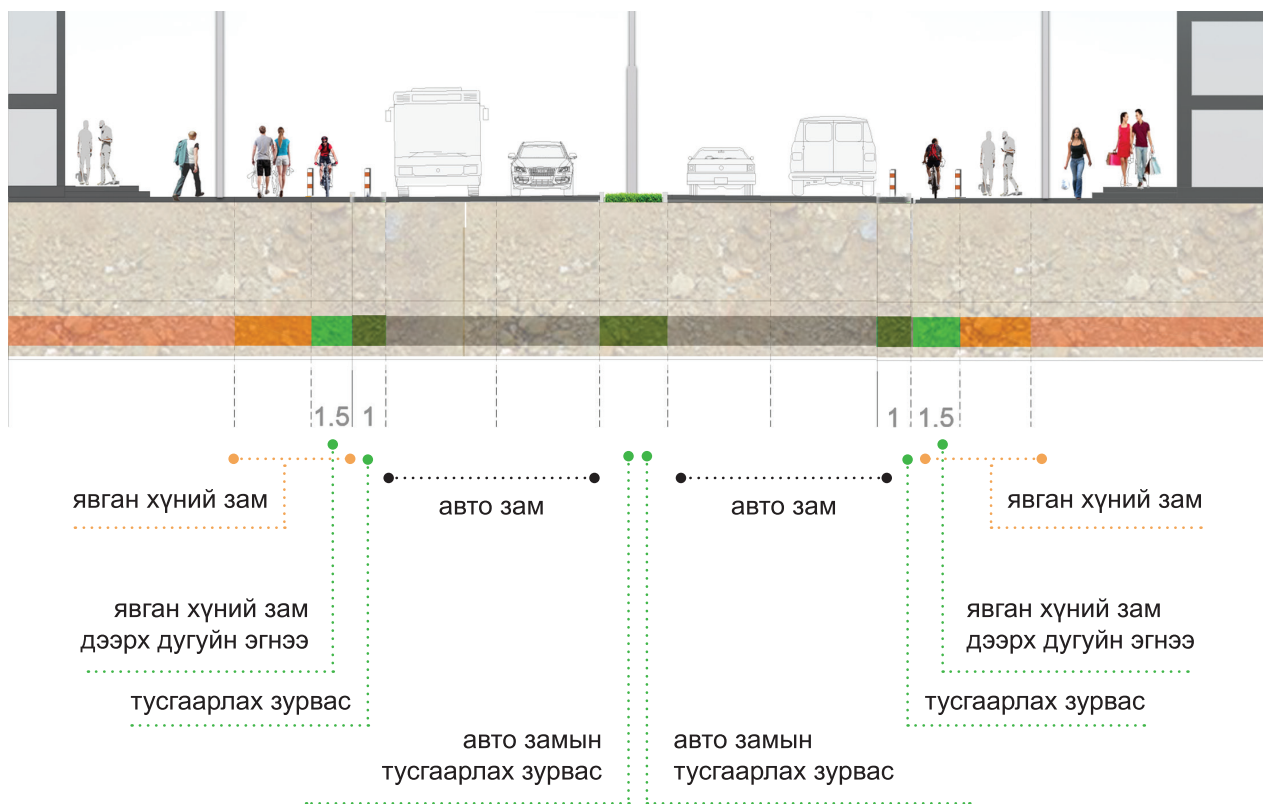 1.5 1
1 1.5
явган хүний зам
авто зам
авто зам
явган хүний зам
явган хүний зам
дээрх дугуйн эгнээ
явган хүний зам
дээрх дугуйн эгнээ
тусгаарлах зурвас
тусгаарлах зурвас
авто замын
тусгаарлах зурвас
авто замын
тусгаарлах зурвас